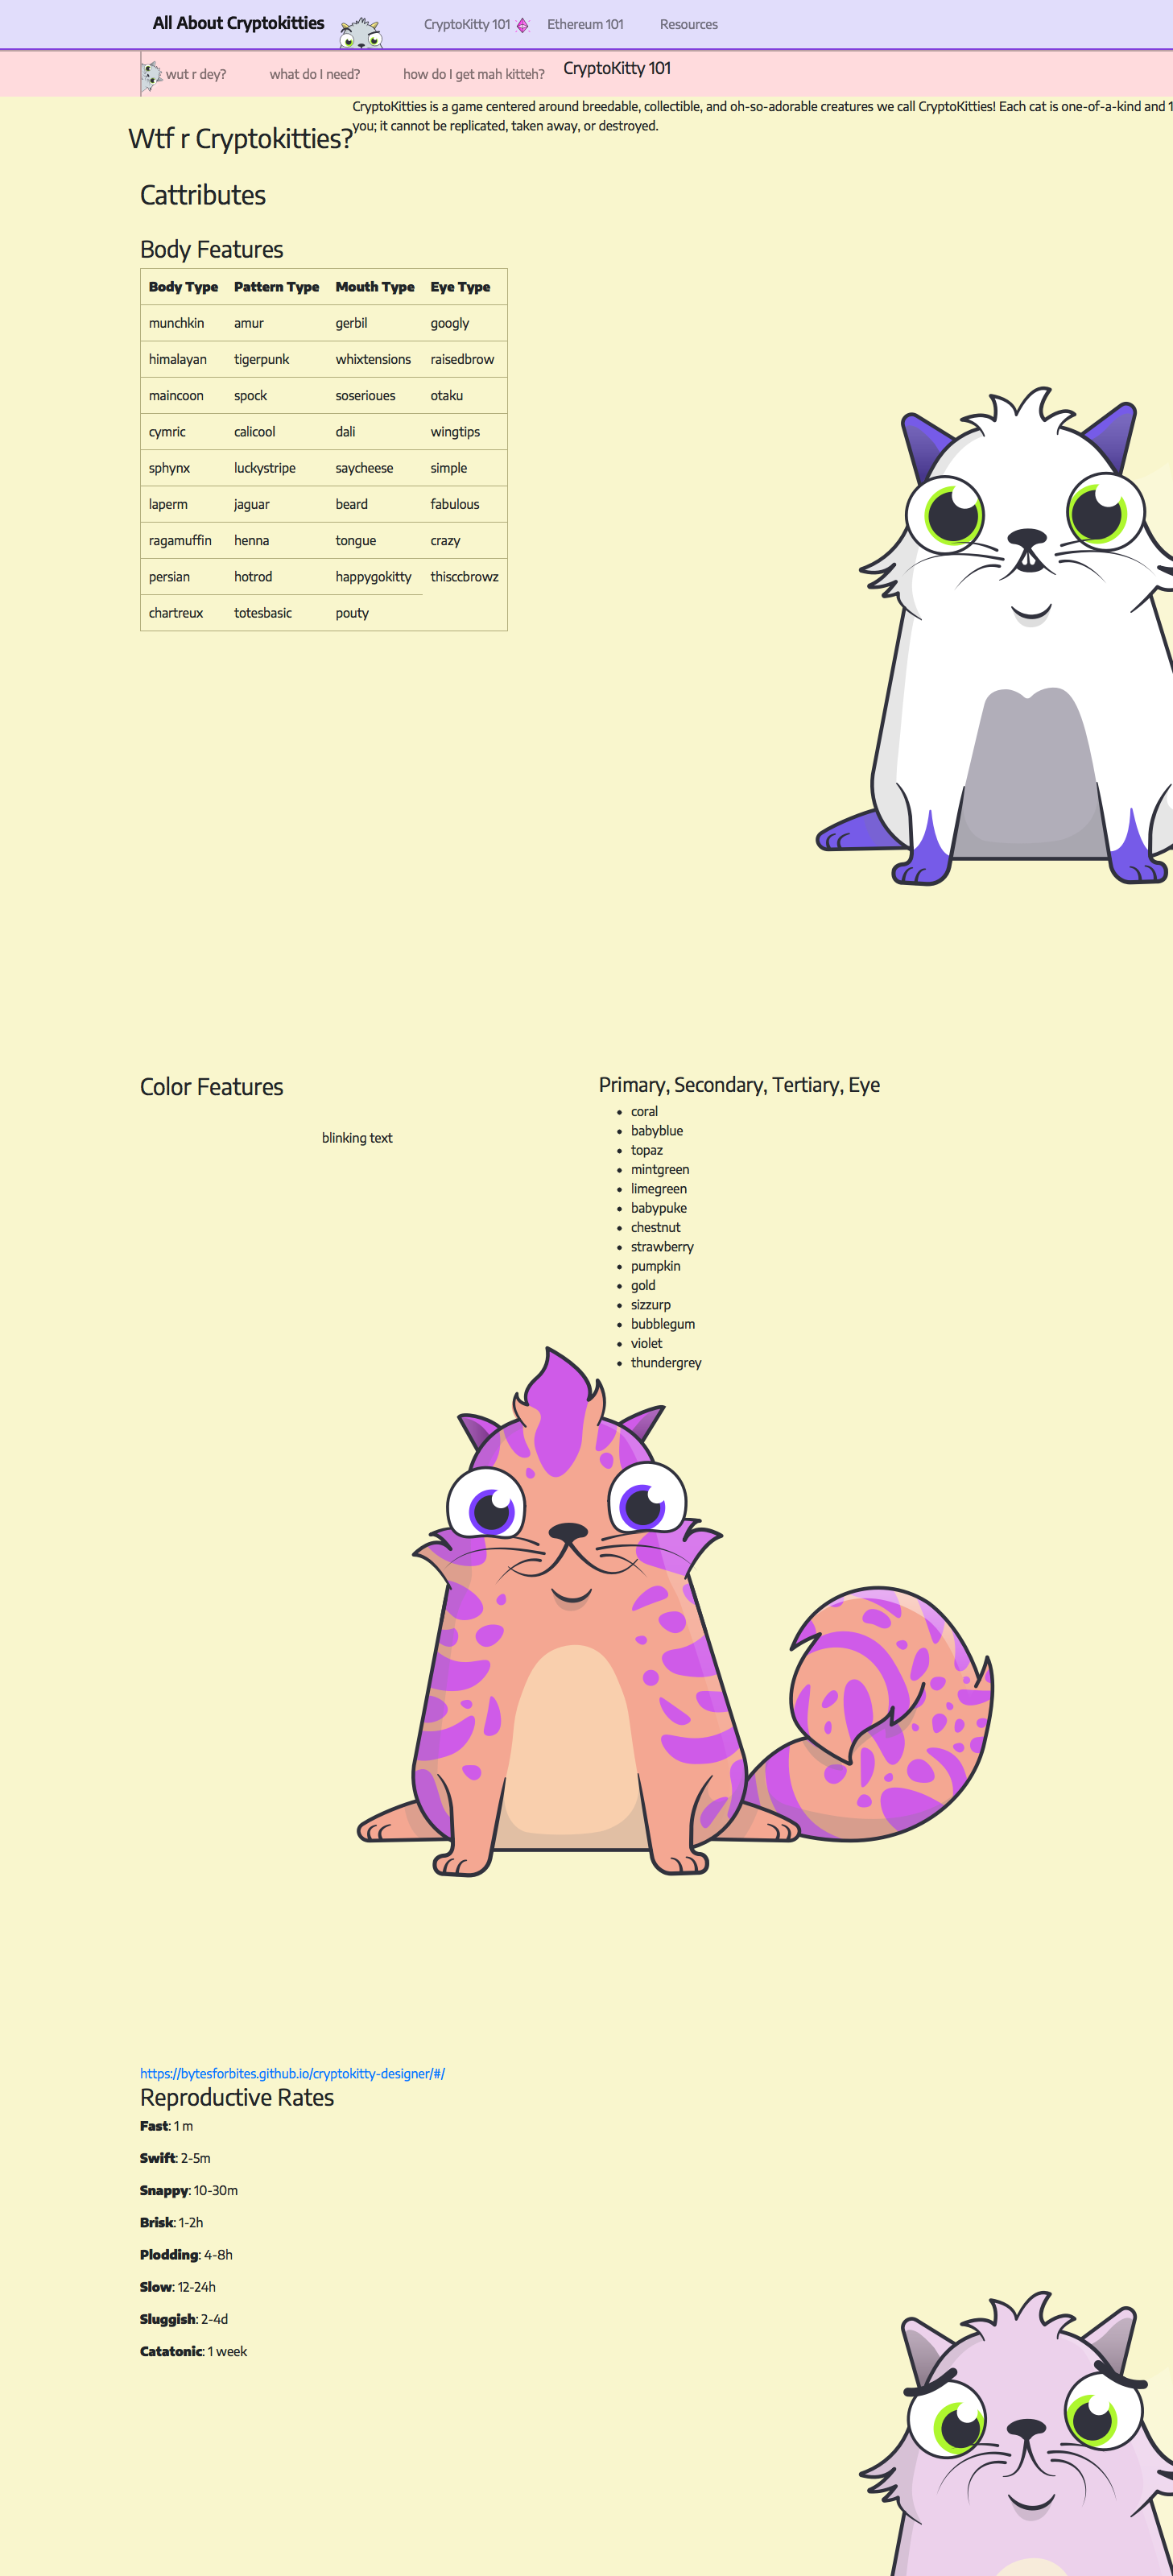 All About Cryptokitties
CryptoKitty 101 Ethereum 101 Resources
wut r dey? what do I need? how do I get mah kitteh? CryptoKitty 101
CryptoKitties is a game centered around breedable, collectible, and oh-so-adorable creatures we call CryptoKitties! Each cat is one-of-a-kind and 1
you; it cannot be replicated, taken away, or destroyed.
Wtf r Cryptokitties?
Cattributes
Body Features
Body Type Pattern Type Mouth Type Eye Type
munchkin amur gerbil googly
himalayan tigerpunk whixtensions raisedbrow
maincoon spock soserioues otaku
cymric calicool dali wingtips
sphynx luckystripe saycheese simple
laperm jaguar beard fabulous
ragamuffin henna tongue crazy
persian hotrod happygokitty thisccbrowz
chartreux totesbasic pouty
Color Features
blinking text
Primary, Secondary, Tertiary, Eye
coral
babyblue
topaz
mintgreen
limegreen
babypuke
chestnut
strawberry
pumpkin
gold
sizzurp
bubblegum
violet
thundergrey
https://bytesforbites.github.io/cryptokitty-designer/#/
Reproductive Rates
Fast: 1 m
Swift: 2-5m
Snappy: 10-30m
Brisk: 1-2h
Plodding: 4-8h
Slow: 12-24h
Sluggish: 2-4d
Catatonic: 1 week